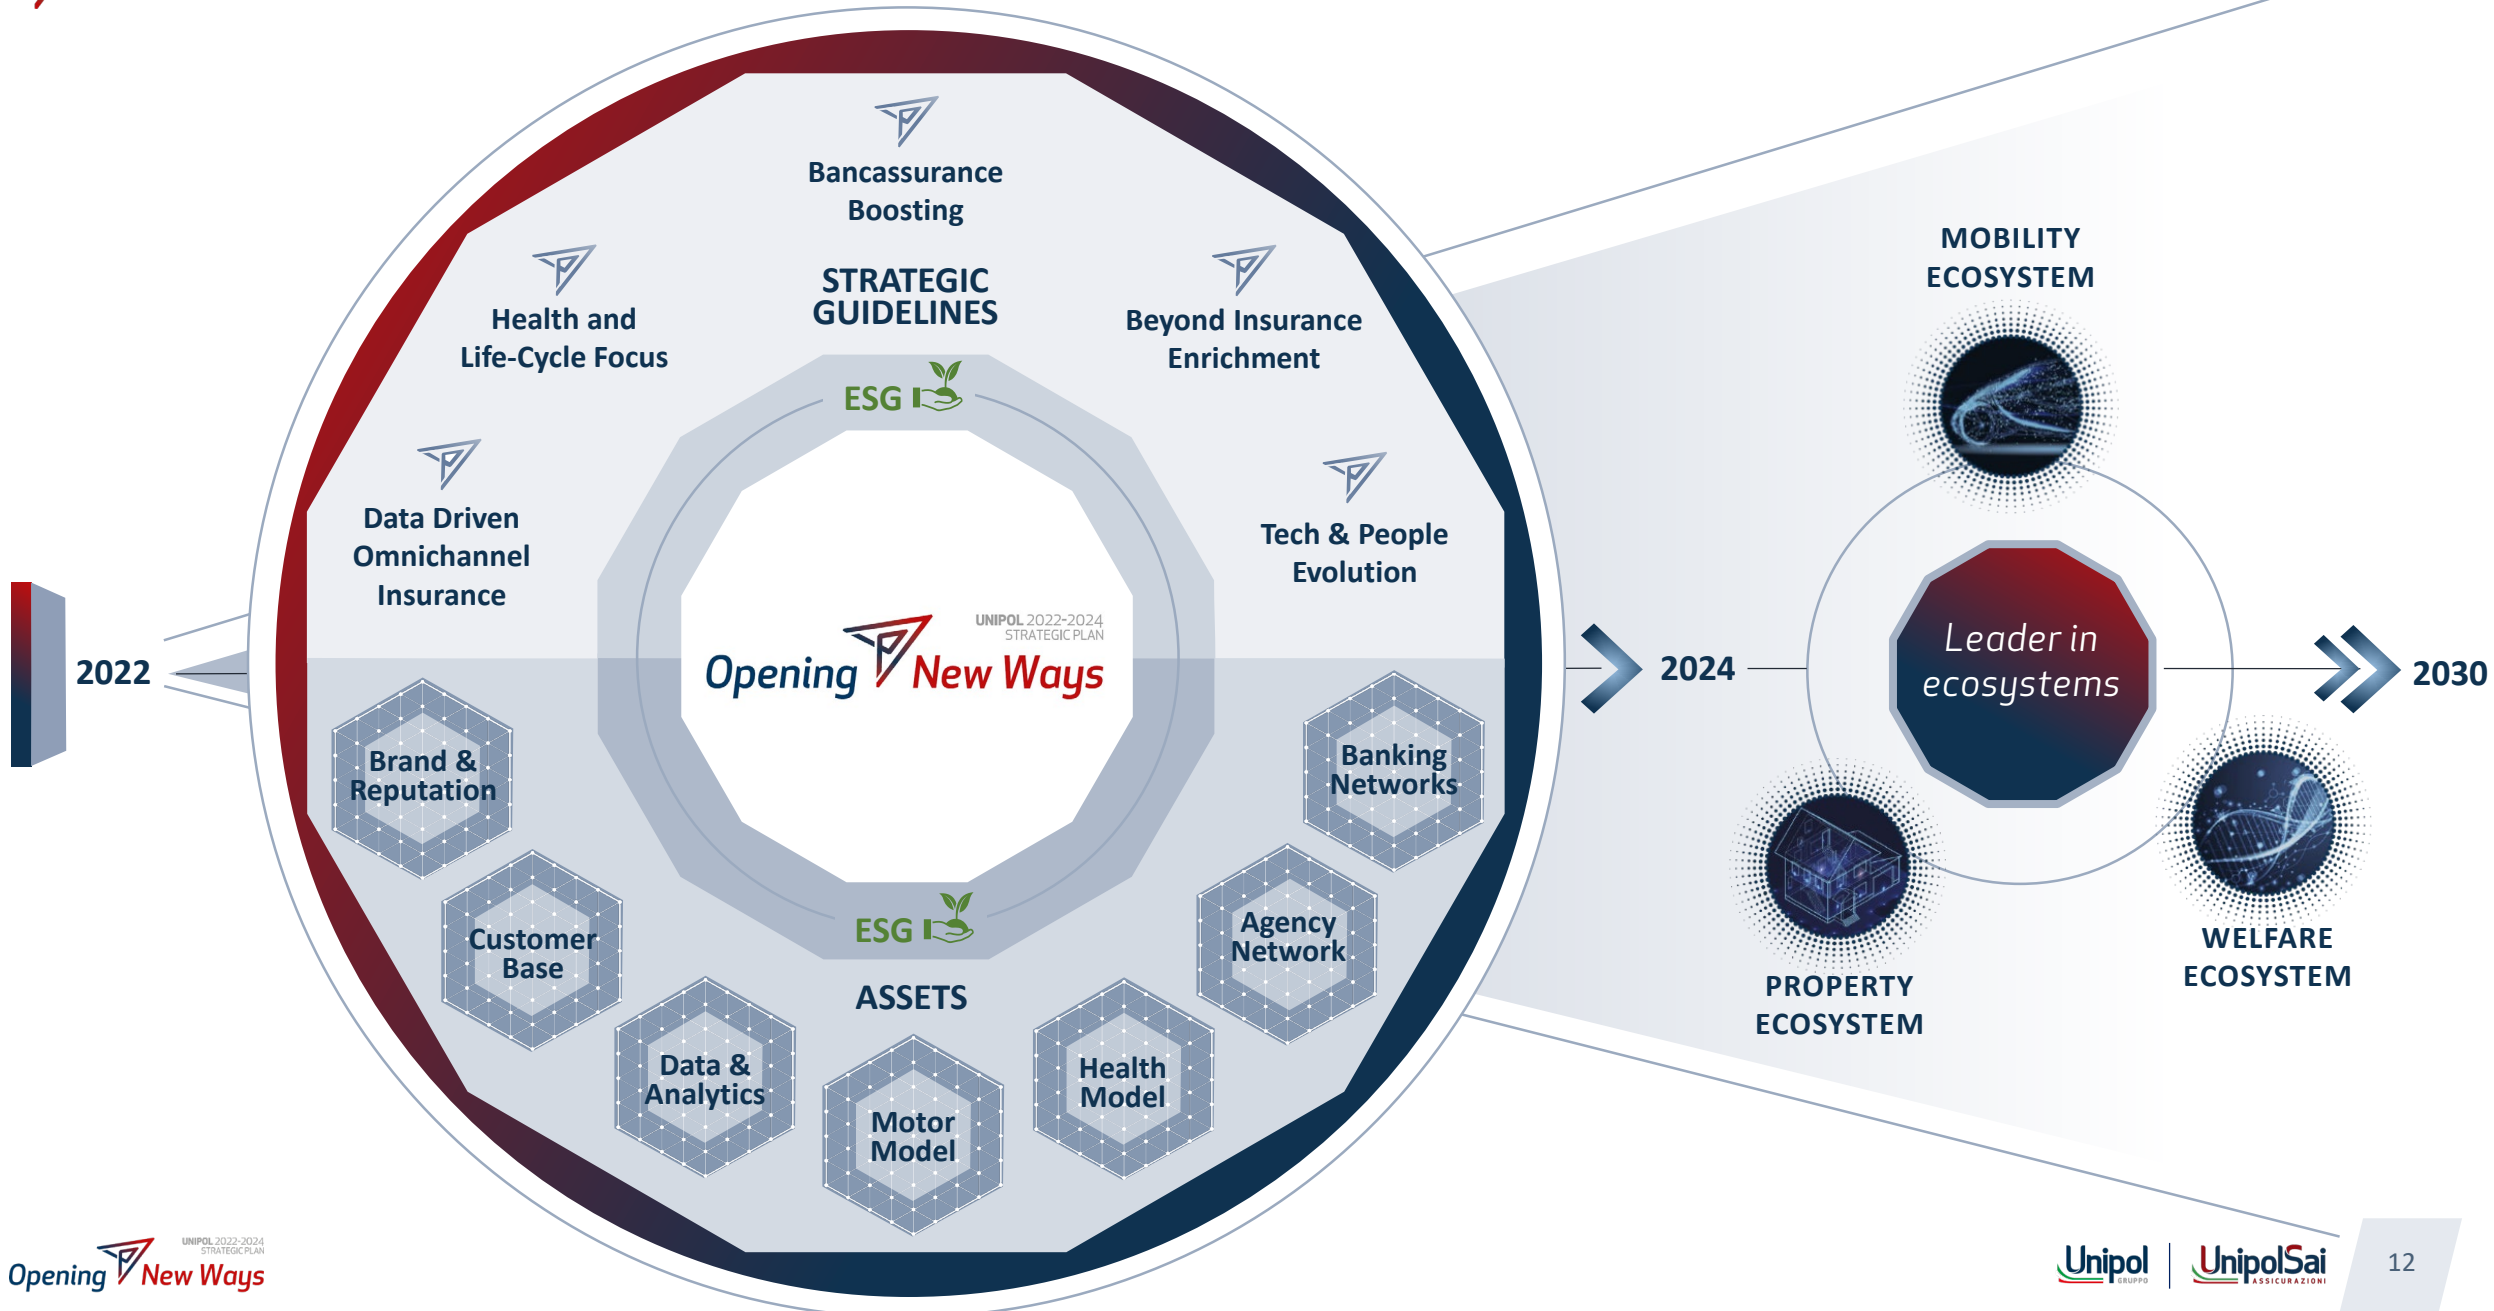 Bancassurance
Boosting
STRATEGIC
GUIDELINES
Health and
Life-Cycle Focus
Beyond Insurance
Enrichment
Data Driven
Omnichannel
Insurance
Tech & People
Evolution
ESG
2022
UNIPOL 2022-2024
STRATEGIC PLAN
Opening New Ways
Brand &
Reputation
Customer
Base
Data &
Analytics
Motor
Model
Health
Model
Agency
Network
Banking
Networks
ESG
ASSETS
2024
MOBILITY
ECOSYSTEM
Leader in
ecosystems
2030
PROPERTY
ECOSYSTEM
WELFARE
ECOSYSTEM
UNIPOL 2022-2024
STRATEGIC PLAN
Opening New Ways
Unipol
GRUPPO
UnipolSai
ASSICURAZIONI
12